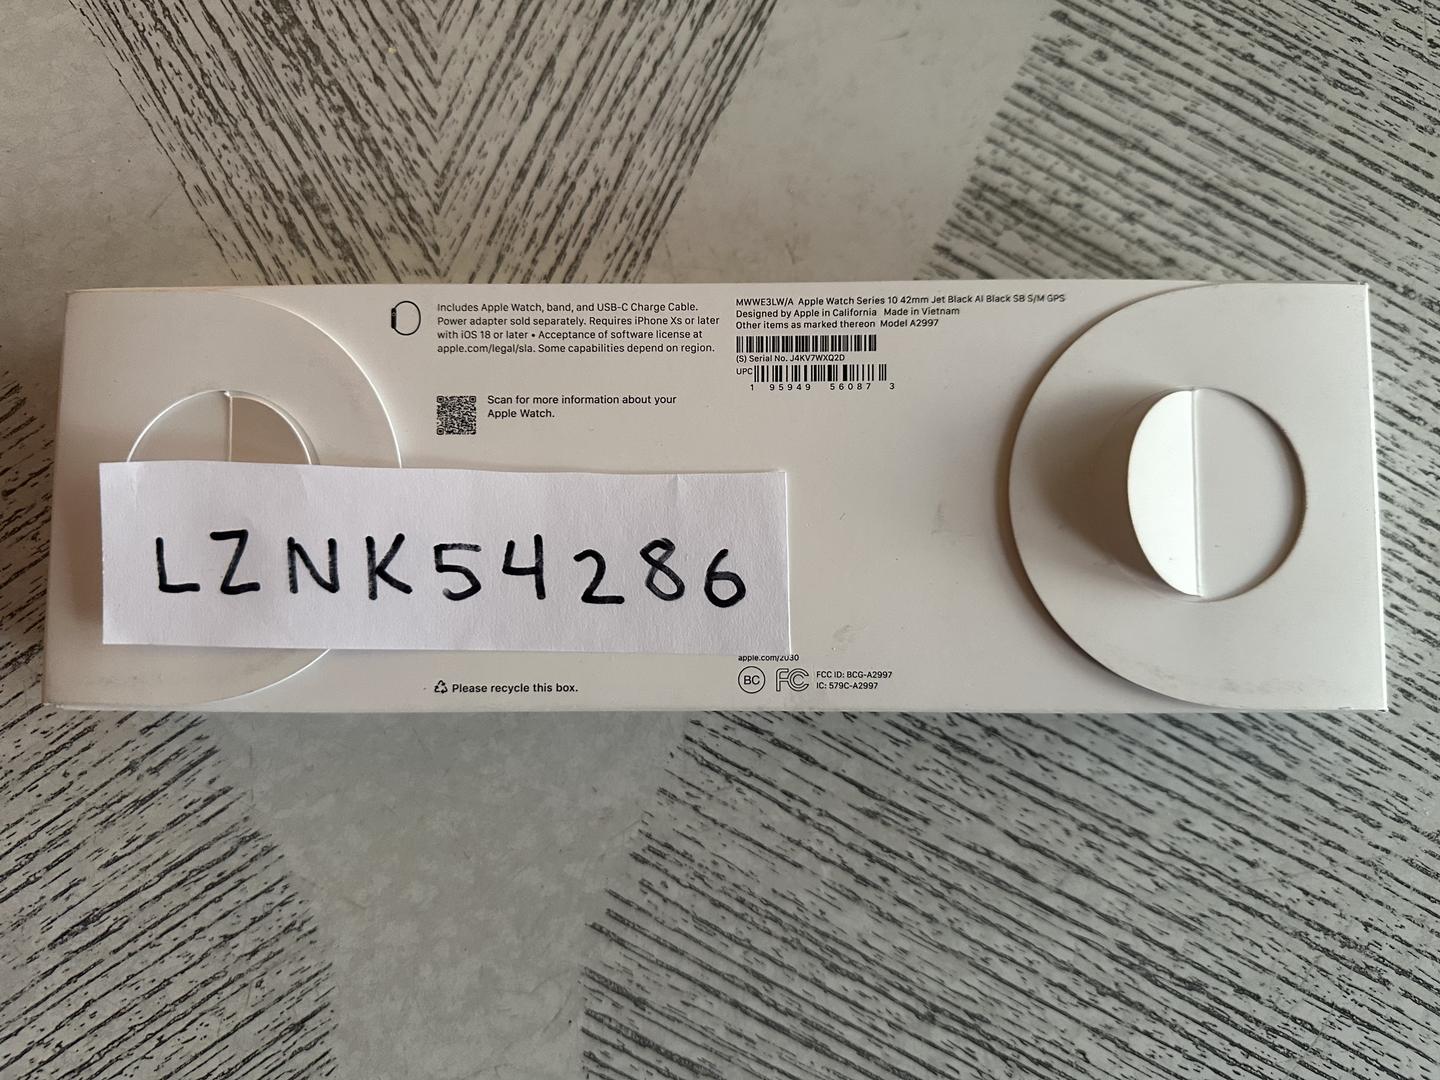 Includes Apple Watch, band, and USB-C Charge Cable.
Power adapter sold separately. Requires iPhone Xs or later
with iOS 18 or later • Acceptance of software license at
apple.com/legal/sla. Some capabilities depend on region.
Scan for more information about your
Apple Watch.
MWWE3LW/A Apple Watch Series 10 42mm Jet Black Al Black SB S/M GPS
Designed by Apple in California Made in Vietnam
Other items as marked thereon Model A2997
(S) Serial No. J4KV7WXQ2D
UPC
1 95949 56087 3
LZNK54286
apple.com/2030
Please recycle this box.
BC FC FCC ID: BCG-A2997
IC: 579C-A2997